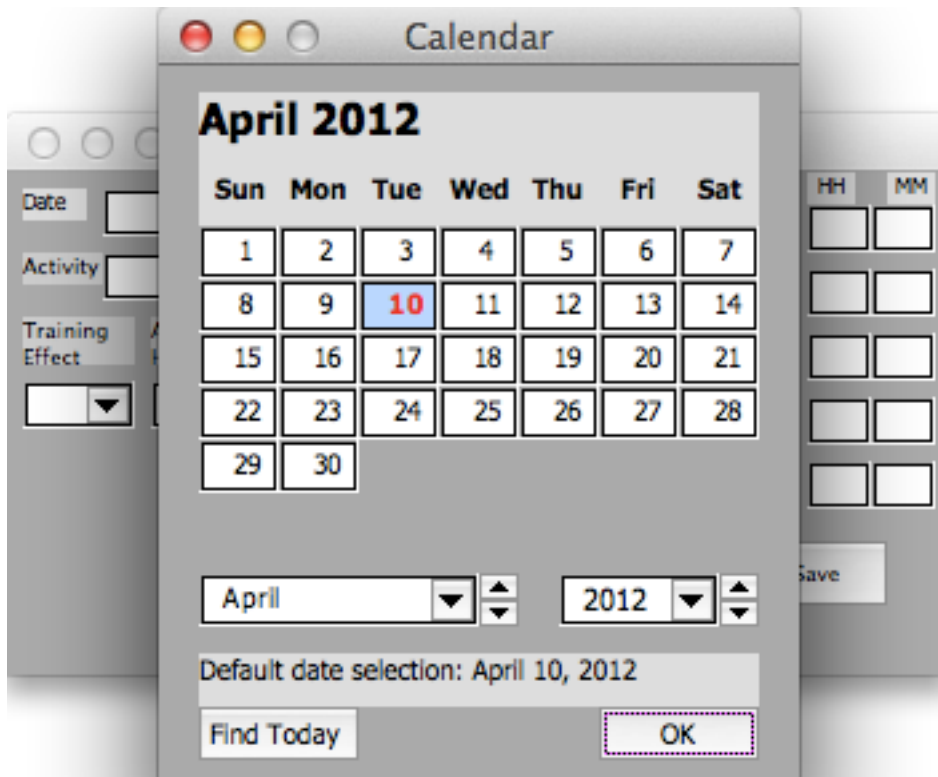 Calendar
April 2012
Sun Mon Tue Wed Thu Fri Sat
1 2 3 4 5 6 7
8 9 10 11 12 13 14
15 16 17 18 19 20 21
22 23 24 25 26 27 28
29 30
April 2012
Default date selection: April 10, 2012
Find Today OK
Date
Activity
Training
Effect
HH MM
Save